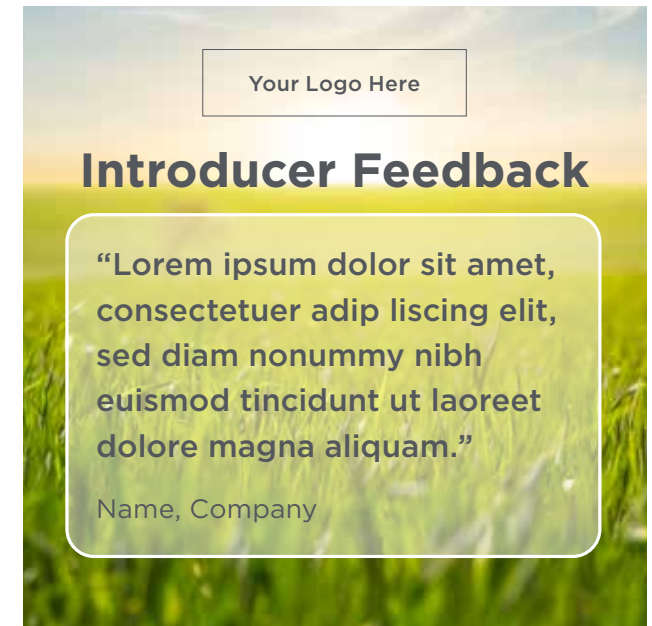 Your Logo Here
Introducer Feedback
“Lorem ipsum dolor sit amet,
consectetuer adip liscing elit,
sed diam nonummy nibh
euismod tincidunt ut laoreet
dolore magna aliquam.”
Name, Company